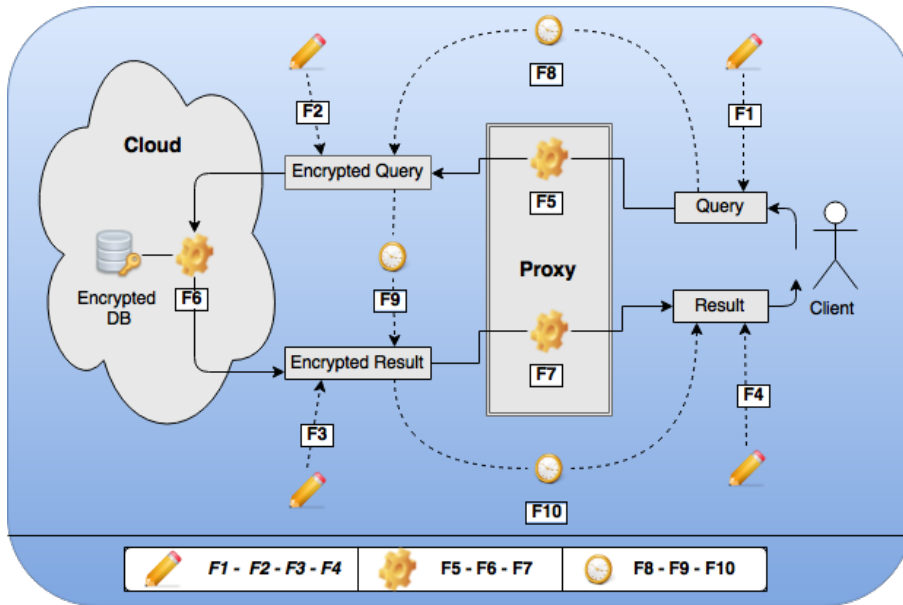 F8
F2
F1
Cloud
Encrypted Query
F5
Query
Proxy
F9
F6
Encrypted
DB
Result
Client
Encrypted Result
F7
F4
F3
F10
F1 - F2 - F3 - F4
F5 - F6 - F7
F8 - F9 - F10